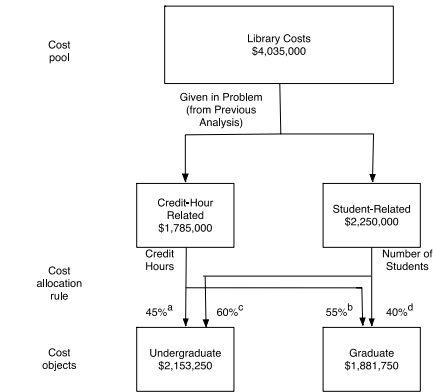 Cost
pool
Library Costs
$4,035,000
Given in Problem
(from Previous
Analysis)
Credit-Hour
Related
$1,785,000
Student-Related
$2,250,000
Credit
Hours
Number of
Students
Cost
allocation
rule
45%a
60%c
55%b
40%d
Cost
objects
Undergraduate
$2,153,250
Graduate
$1,881,750